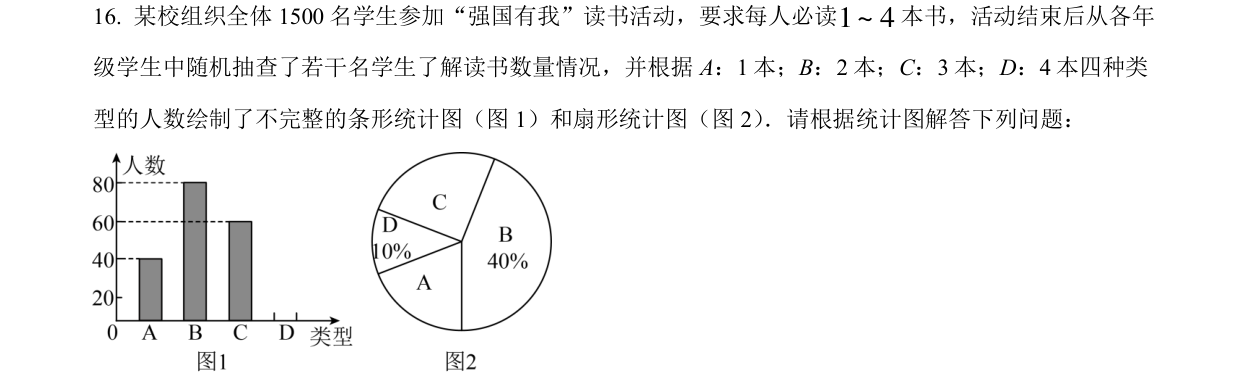 16. 某校组织全体 1500 名学生参加“强国有我”读书活动，要求每人必读1 ~ 4 本书，活动结束后从各年
级学生中随机抽查了若干名学生了解读书数量情况，并根据 A：1 本；B：2 本；C：3 本；D：4 本四种类
型的人数绘制了不完整的条形统计图（图 1）和扇形统计图（图 2）．请根据统计图解答下列问题：
人数
80
60
40
20
0 A B C D 类型
图1
C
D
10%
B
40%
A
图2